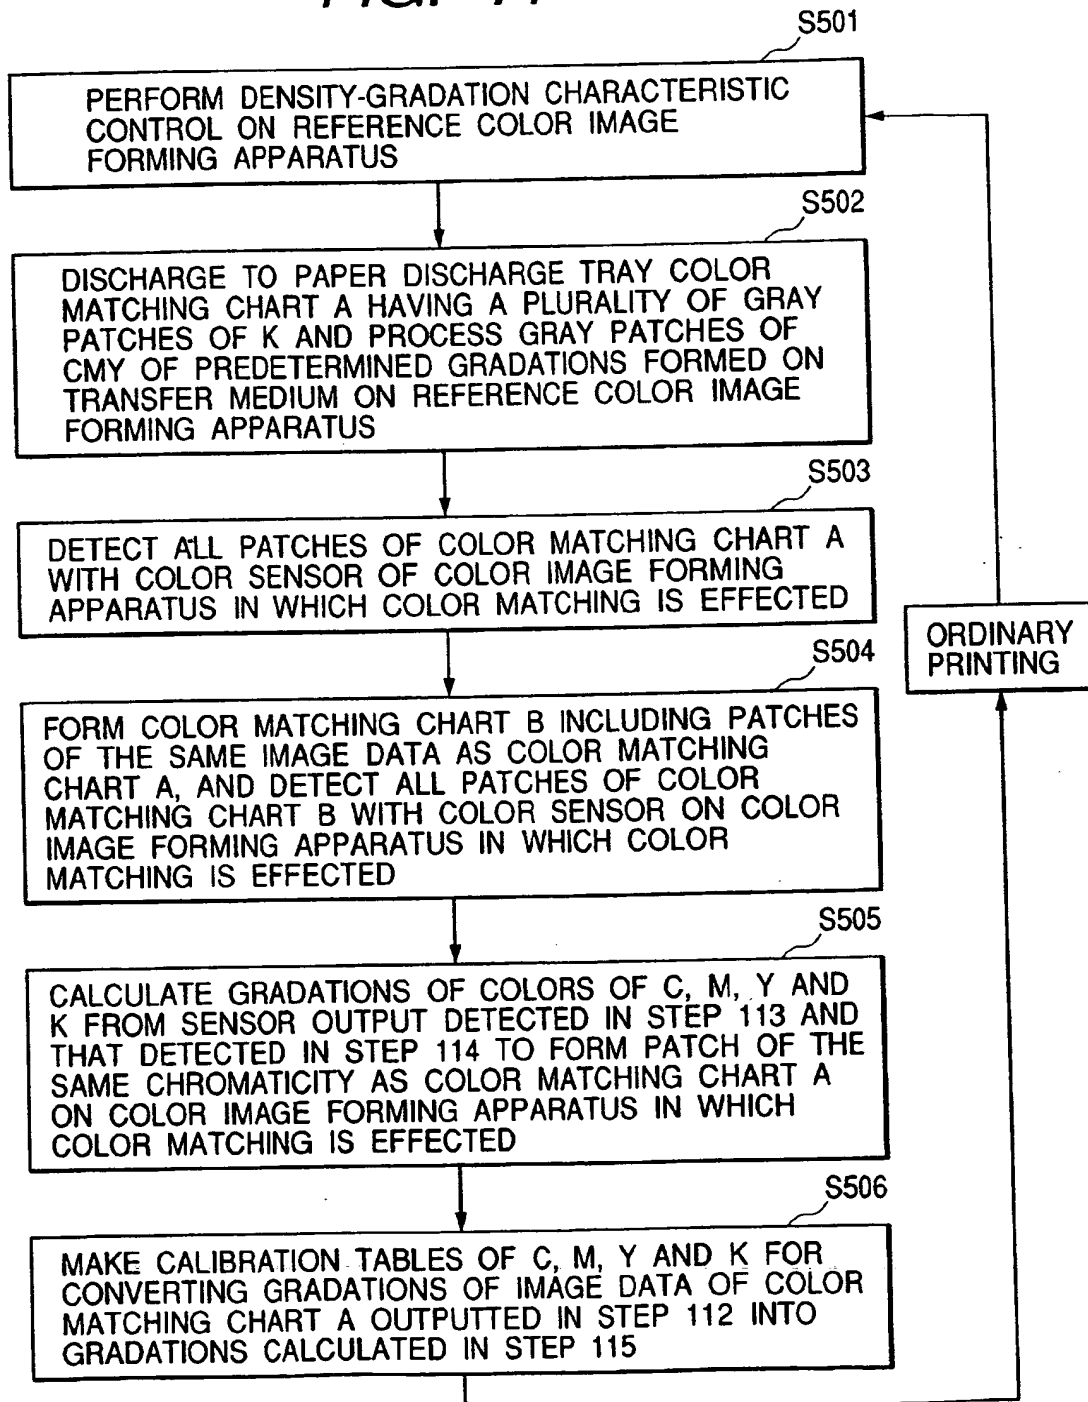 S501
PERFORM DENSITY-GRADATION CHARACTERISTIC
CONTROL ON REFERENCE COLOR IMAGE
FORMING APPARATUS
S502
DISCHARGE TO PAPER DISCHARGE TRAY COLOR
MATCHING CHART A HAVING A PLURALITY OF GRAY
PATCHES OF K AND PROCESS GRAY PATCHES OF
CMY OF PREDETERMINED GRADATIONS FORMED ON
TRANSFER MEDIUM ON REFERENCE COLOR IMAGE
FORMING APPARATUS
S503
DETECT ALL PATCHES OF COLOR MATCHING CHART A
WITH COLOR SENSOR OF COLOR IMAGE FORMING
APPARATUS IN WHICH COLOR MATCHING IS EFFECTED
ORDINARY
PRINTING
S504
FORM COLOR MATCHING CHART B INCLUDING PATCHES
OF THE SAME IMAGE DATA AS COLOR MATCHING
CHART A, AND DETECT ALL PATCHES OF COLOR
MATCHING CHART B WITH COLOR SENSOR ON COLOR
IMAGE FORMING APPARATUS IN WHICH COLOR
MATCHING IS EFFECTED
S505
CALCULATE GRADATIONS OF COLORS OF C, M, Y AND
K FROM SENSOR OUTPUT DETECTED IN STEP 113 AND
THAT DETECTED IN STEP 114 TO FORM PATCH OF THE
SAME CHROMATICITY AS COLOR MATCHING CHART A
ON COLOR IMAGE FORMING APPARATUS IN WHICH
COLOR MATCHING IS EFFECTED
S506
MAKE CALIBRATION TABLES OF C, M, Y AND K FOR
CONVERTING GRADATIONS OF IMAGE DATA OF COLOR
MATCHING CHART A OUTPUTTED IN STEP 112 INTO
GRADATIONS CALCULATED IN STEP 115